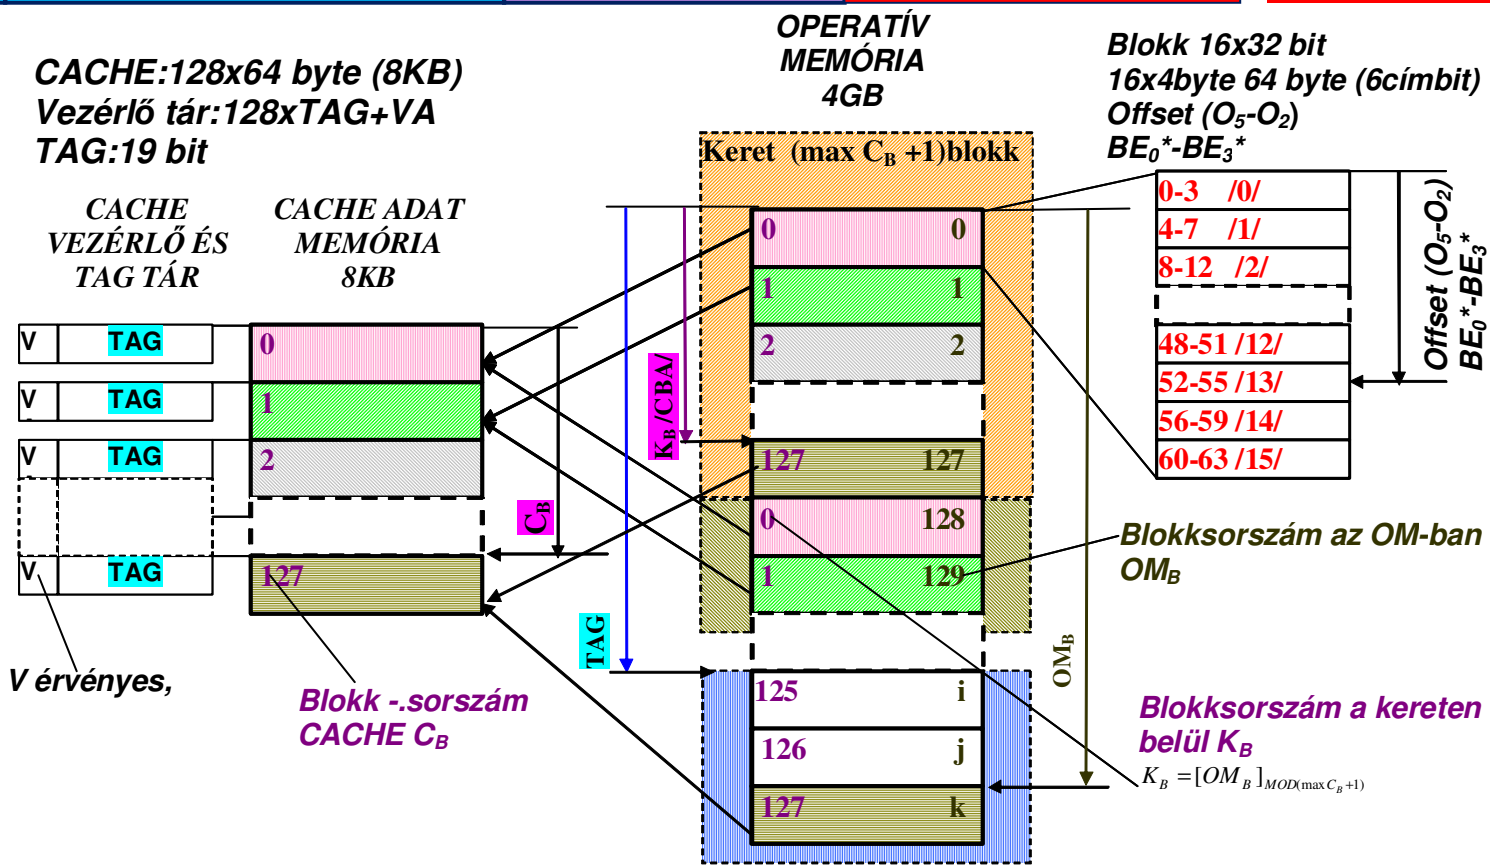 OPERATÍV
MEMÓRIA
4GB
CACHE:128x64 byte (8KB)
Vezérlő tár:128xTAG+VA
TAG:19 bit
Blokk 16x32 bit
16x4byte 64 byte (6címbit)
Offset (O5-O2)
BE0*-BE3*
Keret (max CB +1)blokk
CACHE
VEZÉRLŐ ÉS
TAG TÁR
CACHE ADAT
MEMÓRIA
8KB
V TAG
V TAG
V TAG
V TAG
0
1
2
127
CB
KB /CBA/
TAG
OMB
0 0
1 1
2 2
127 127
0 128
1 129
125 i
126 j
127 k
0-3 /0/
4-7 /1/
8-12 /2/
48-51 /12/
52-55 /13/
56-59 /14/
60-63 /15/
Offset (O5-O2)
BE0*-BE3*
Blokksorszám az OM-ban
OMB
V érvényes,
Blokk -.sorszám
CACHE CB
Blokksorszám a kereten
belül KB
KB =[OMB]MOD(max CB+1)